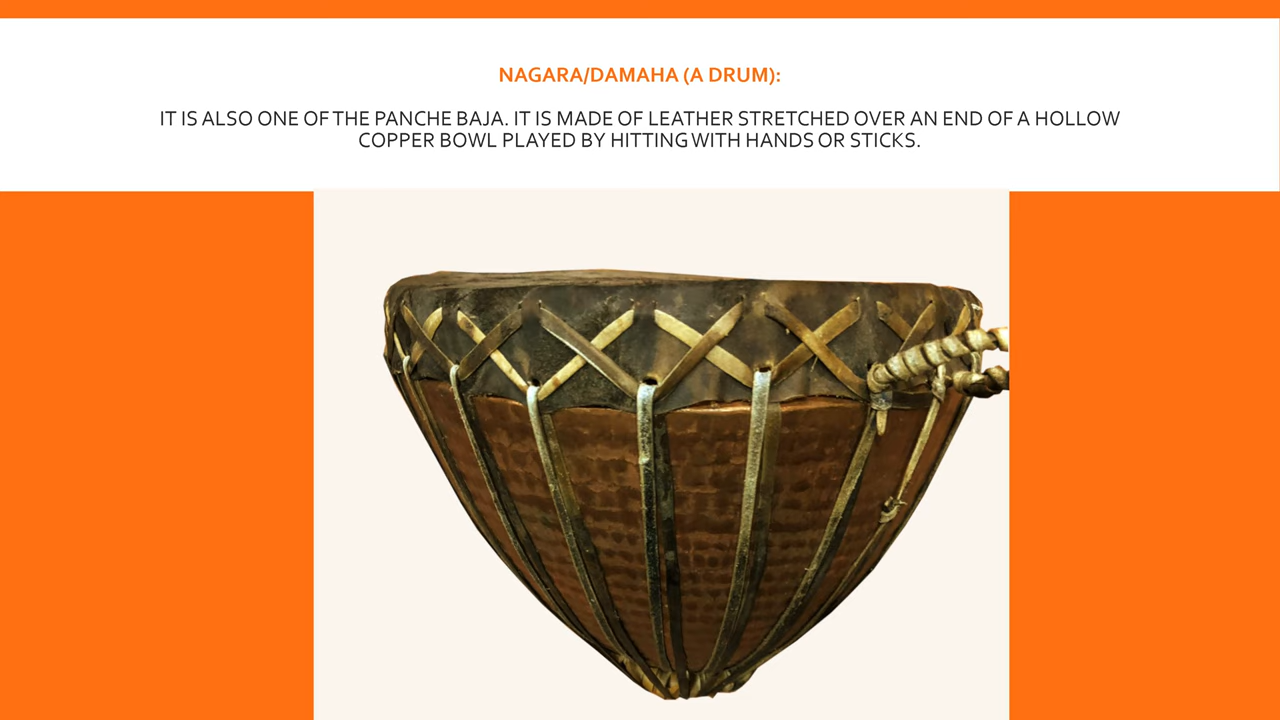 NAGARA/DAMAHA (A DRUM):
IT IS ALSO ONE OF THE PANCHE BAJA. IT IS MADE OF LEATHER STRETCHED OVER AN END OF A HOLLOW
COPPER BOWL PLAYED BY HITTING WITH HANDS OR STICKS.